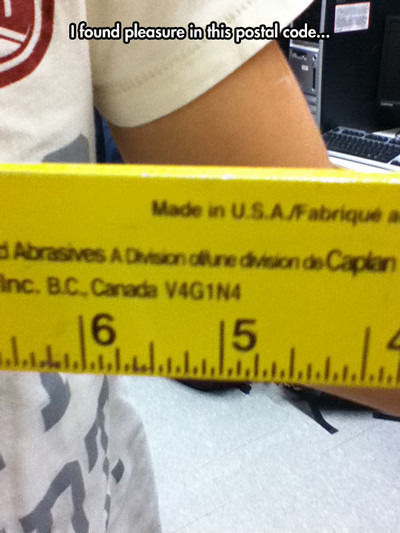 I found pleasure in this postal code...
Made in U.S.A./Fabriqué a
d Abrasives A Division of/une division de Caplan
Inc. B.C., Canada V4G1N4
6 5 4